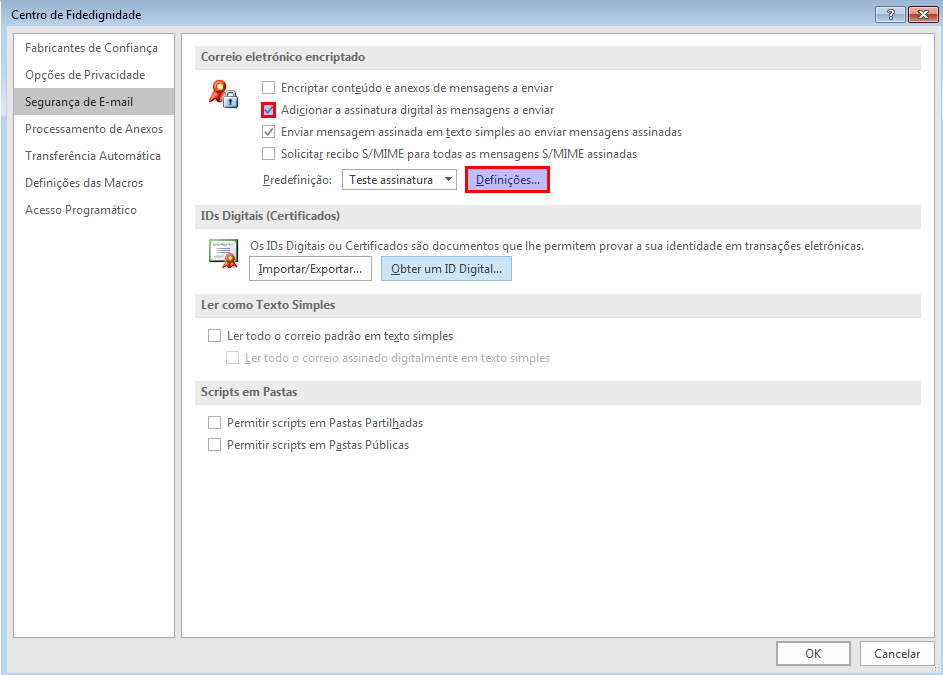 Centro de Fidedignidade
?
Fabricantes de Confiança
Opções de Privacidade
Segurança de E-mail
Processamento de Anexos
Transferência Automática
Definições das Macros
Acesso Programático
Correio eletrónico encriptado
Encriptar conteúdo e anexos de mensagens a enviar
Adicionar a assinatura digital às mensagens a enviar
Enviar mensagem assinada em texto simples ao enviar mensagens assinadas
Solicitar recibo S/MIME para todas as mensagens S/MIME assinadas
Predefinição: Teste assinatura Definições...
IDs Digitais (Certificados)
Os IDs Digitais ou Certificados são documentos que lhe permitem provar a sua identidade em transações eletrónicas.
Importar/Exportar... Obter um ID Digital...
Ler como Texto Simples
Ler todo o correio padrão em texto simples
Ler todo o correio assinado digitalmente em texto simples
Scripts em Pastas
Permitir scripts em Pastas Partilhadas
Permitir scripts em Pastas Públicas
OK Cancelar